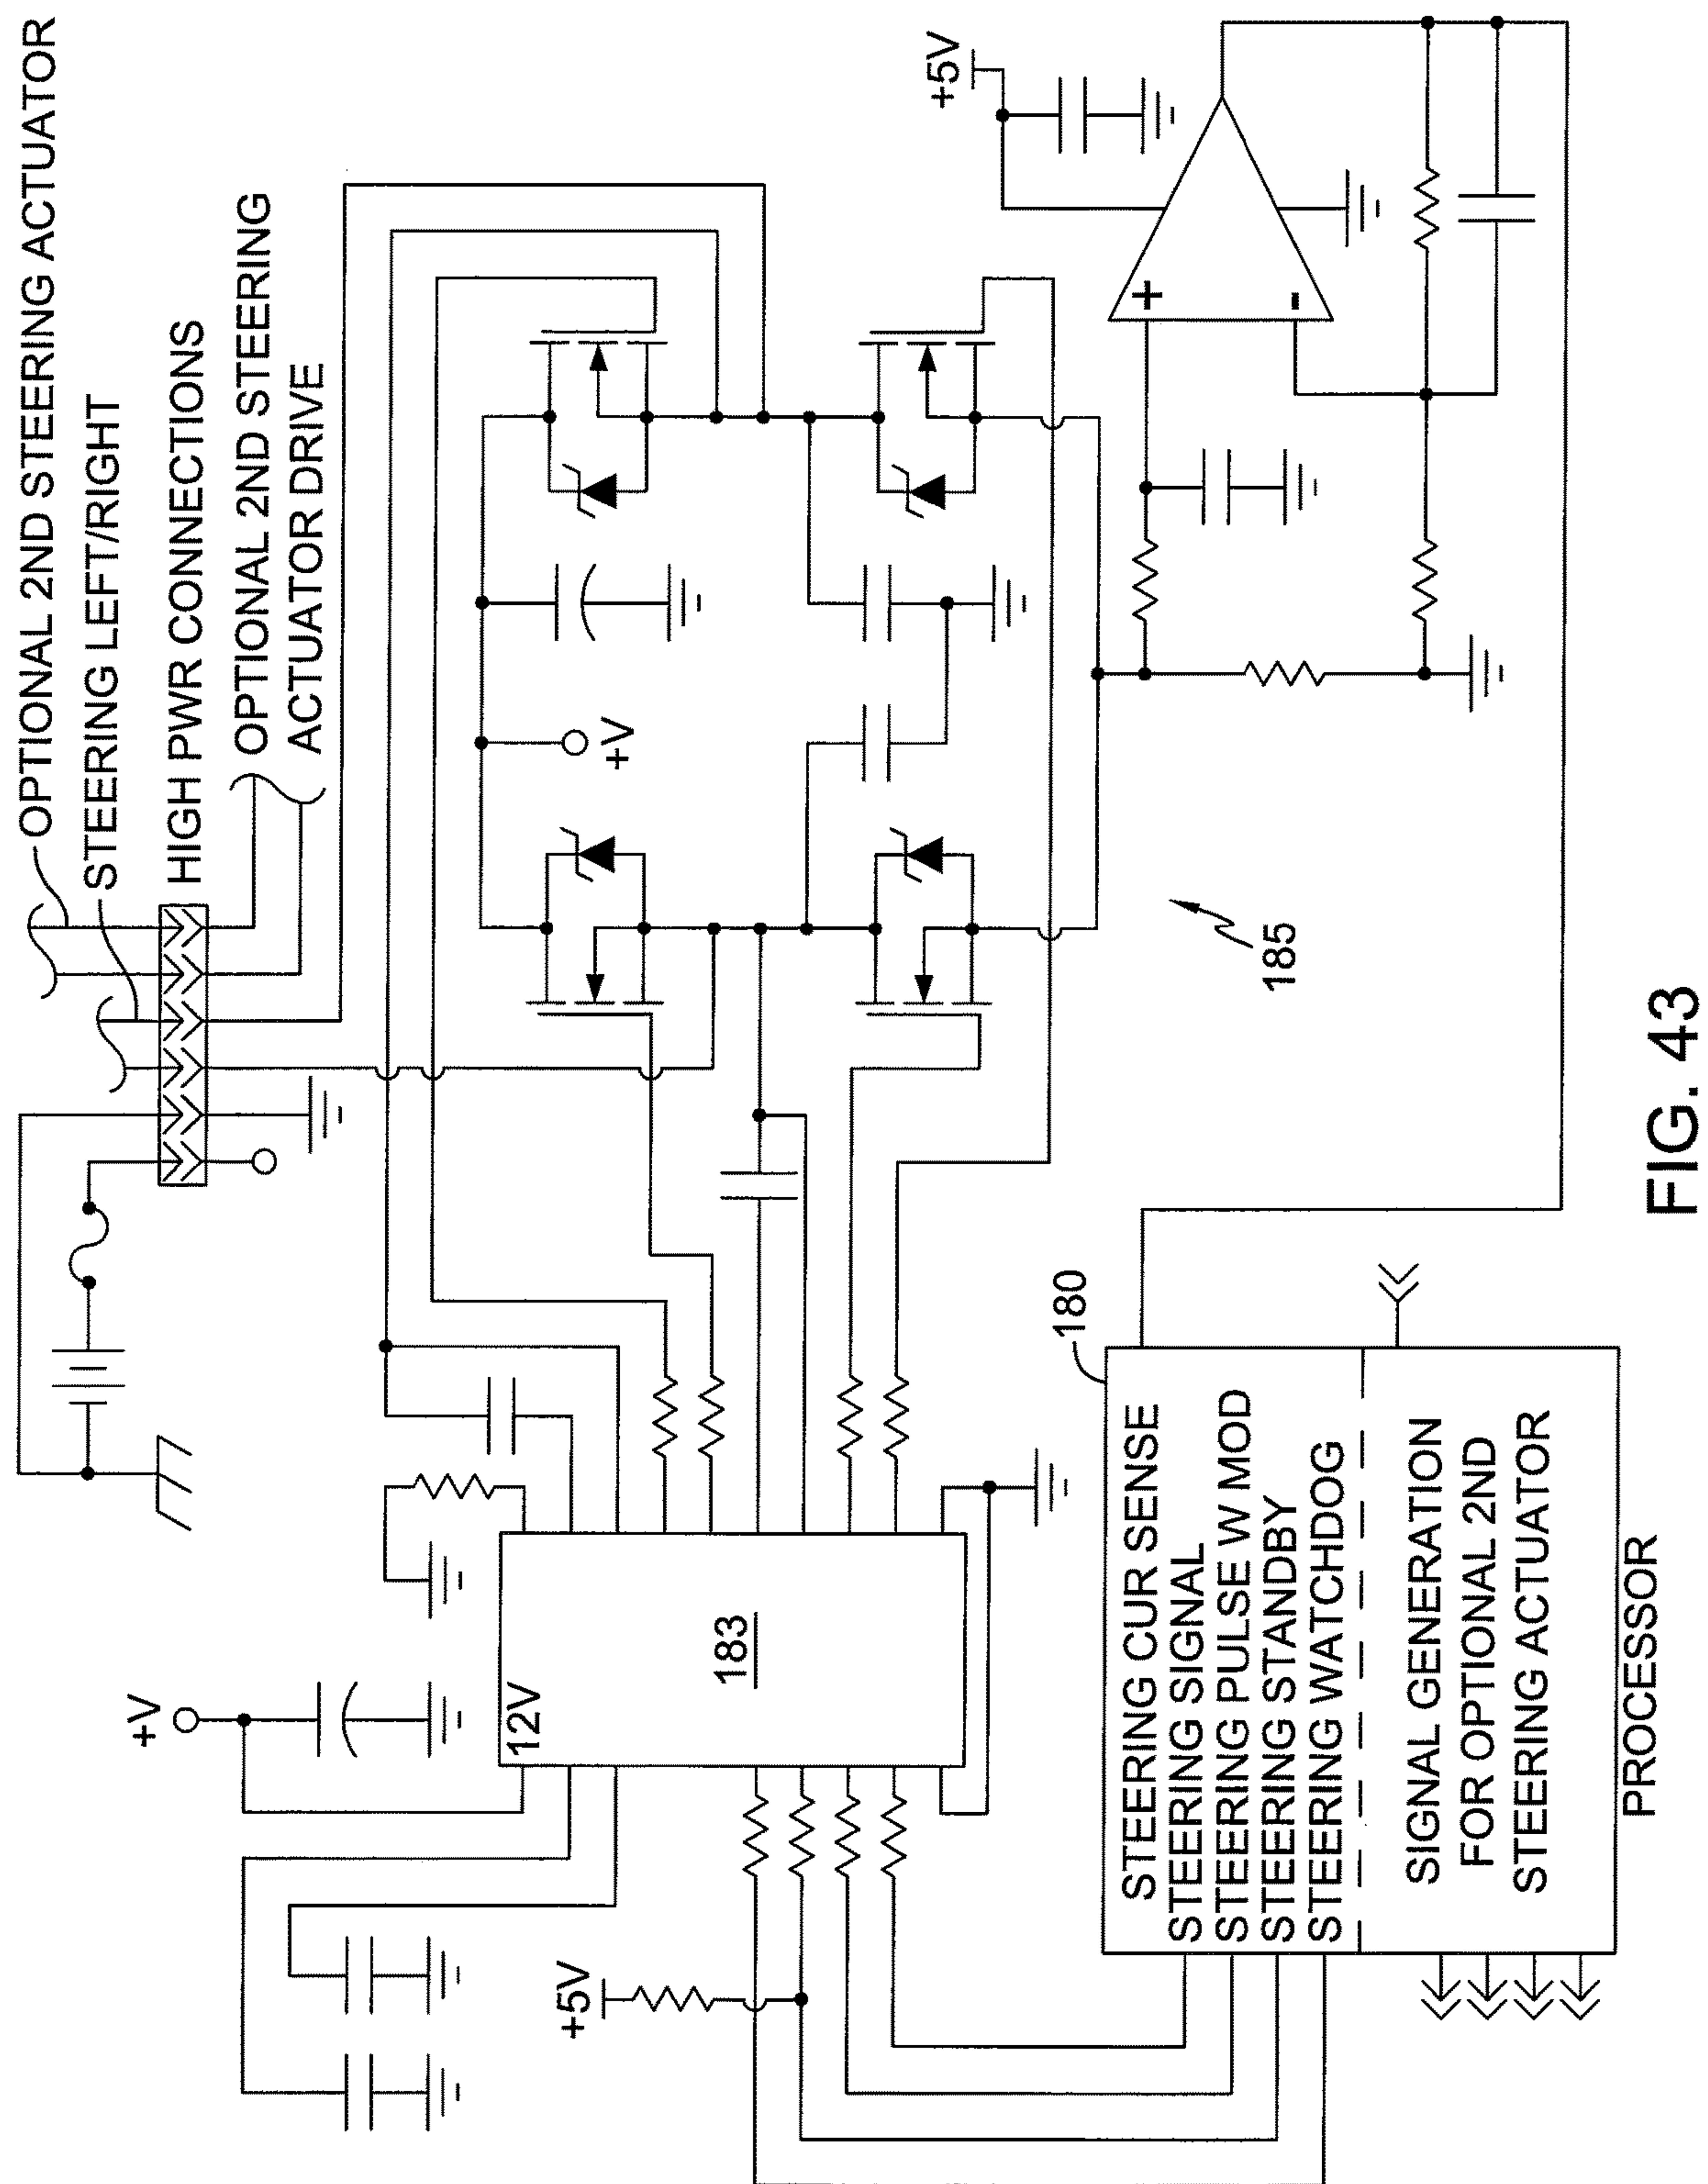 OPTIONAL 2ND STEERING ACTUATOR
STEERING LEFT/RIGHT
HIGH PWR CONNECTIONS
OPTIONAL 2ND STEERING
ACTUATOR DRIVE
+V
12V
183
+5V
+V
+5V
+
-
185
180
STEERING CUR SENSE
STEERING SIGNAL
STEERING PULSE W MOD
STEERING STANDBY
STEERING WATCHDOG
SIGNAL GENERATION
FOR OPTIONAL 2ND
STEERING ACTUATOR
PROCESSOR
FIG. 43